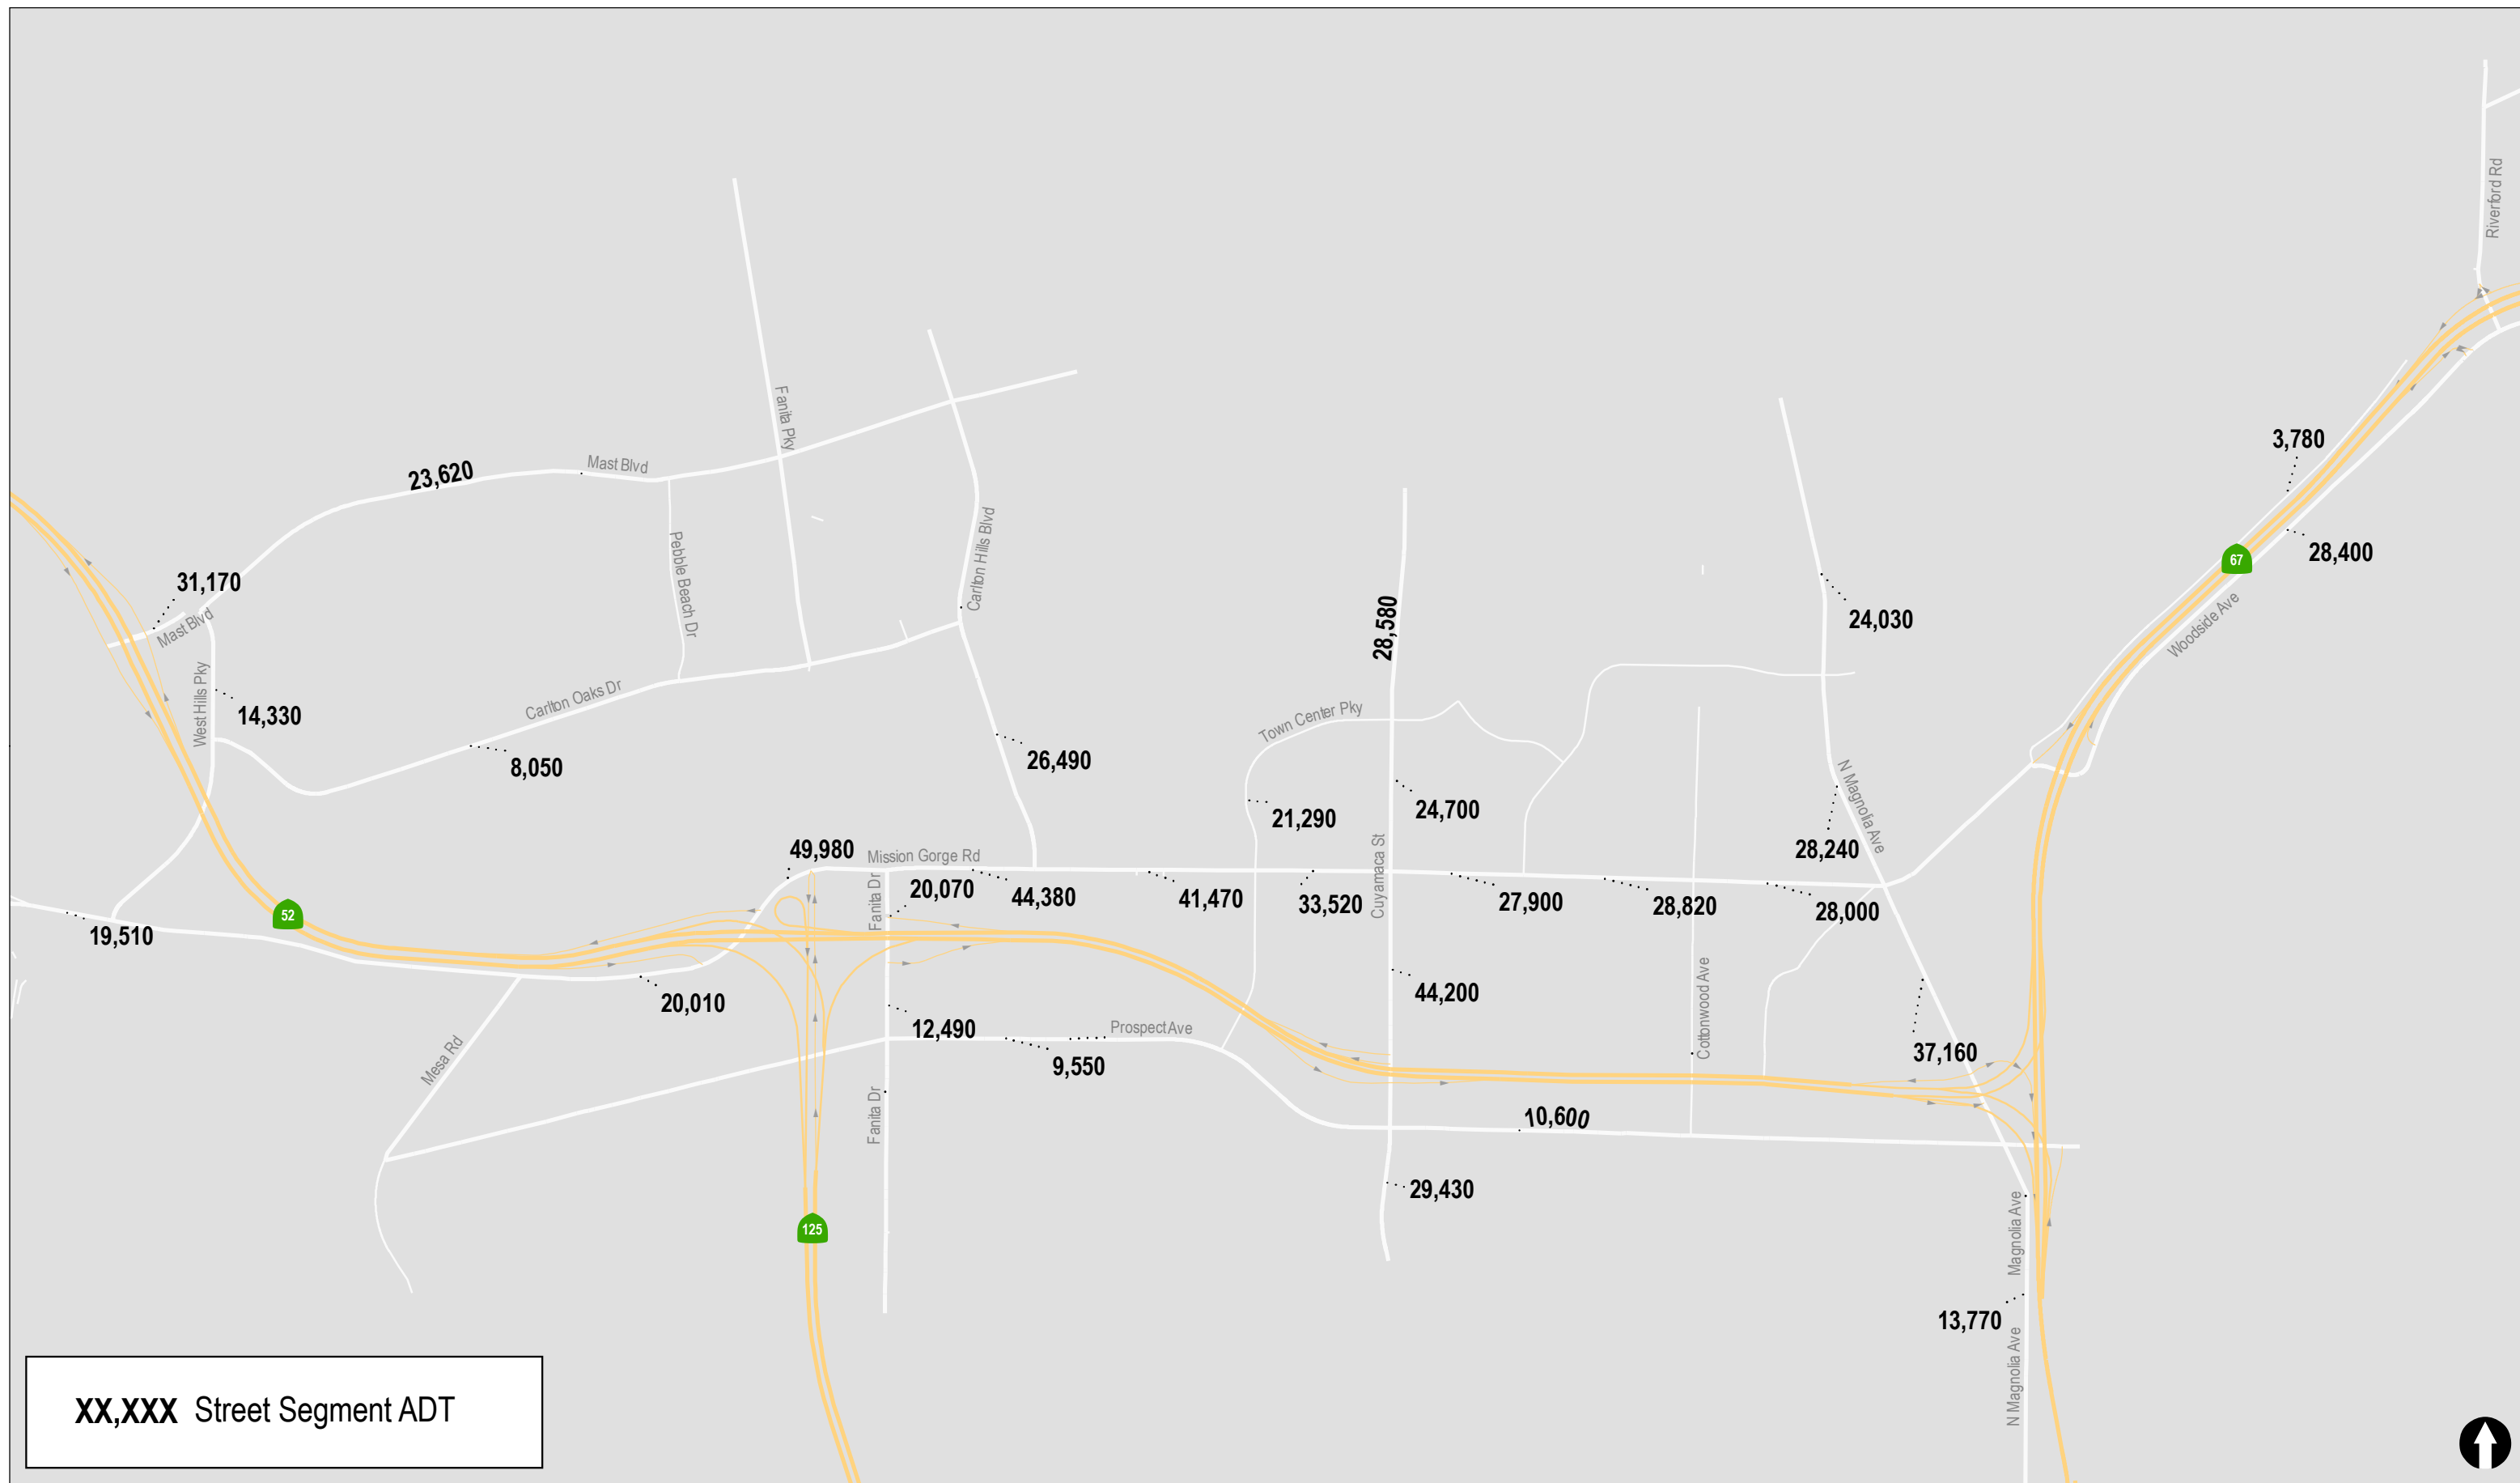 Riverford Rd
Fanita Pky
3,780
23,620
Mast Blvd
Carlton Hills Blvd
Pebble Beach Dr
28,400
67
31,170
Mast Blvd
28,580
24,030
Woodside Ave
West Hills Pky
14,330
Carlton Oaks Dr
Town Center Pky
8,050
26,490
N Magnolia Ave
21,290
24,700
49,980
Mission Gorge Rd
28,240
Fanita Dr
20,070
44,380
41,470
33,520
Cuyamaca St
27,900
28,820
28,000
52
19,510
20,010
44,200
12,490
Prospect Ave
Cottonwood Ave
37,160
Mesa Rd
9,550
Fanita Dr
10,600
29,430
125
Magnolia Ave
13,770
N Magnolia Ave
XX,XXX Street Segment ADT